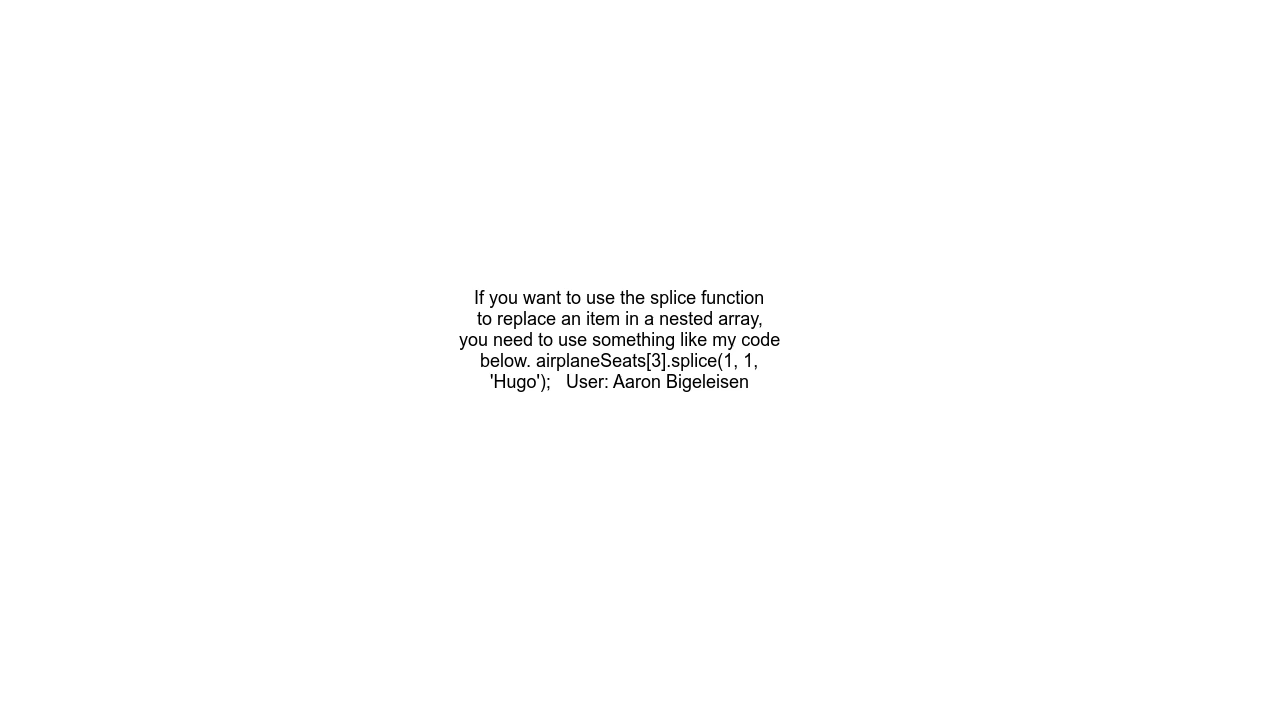 If you want to use the splice function
to replace an item in a nested array,
you need to use something like my code
below. airplaneSeats[3].splice(1, 1,
'Hugo');   User: Aaron Bigeleisen